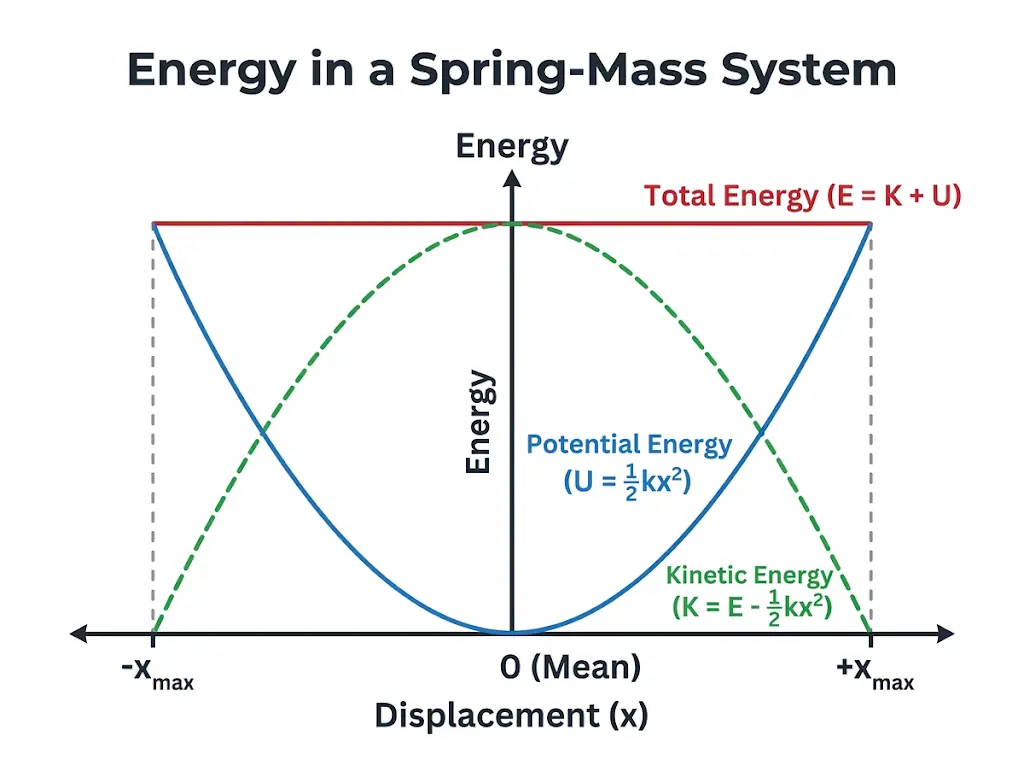 Energy in a Spring-Mass System
Energy
Total Energy (E = K + U)
Energy
Potential Energy
(U = ½kx²)
Kinetic Energy
(K = E - ½kx²)
-xmax
0 (Mean)
+xmax
Displacement (x)